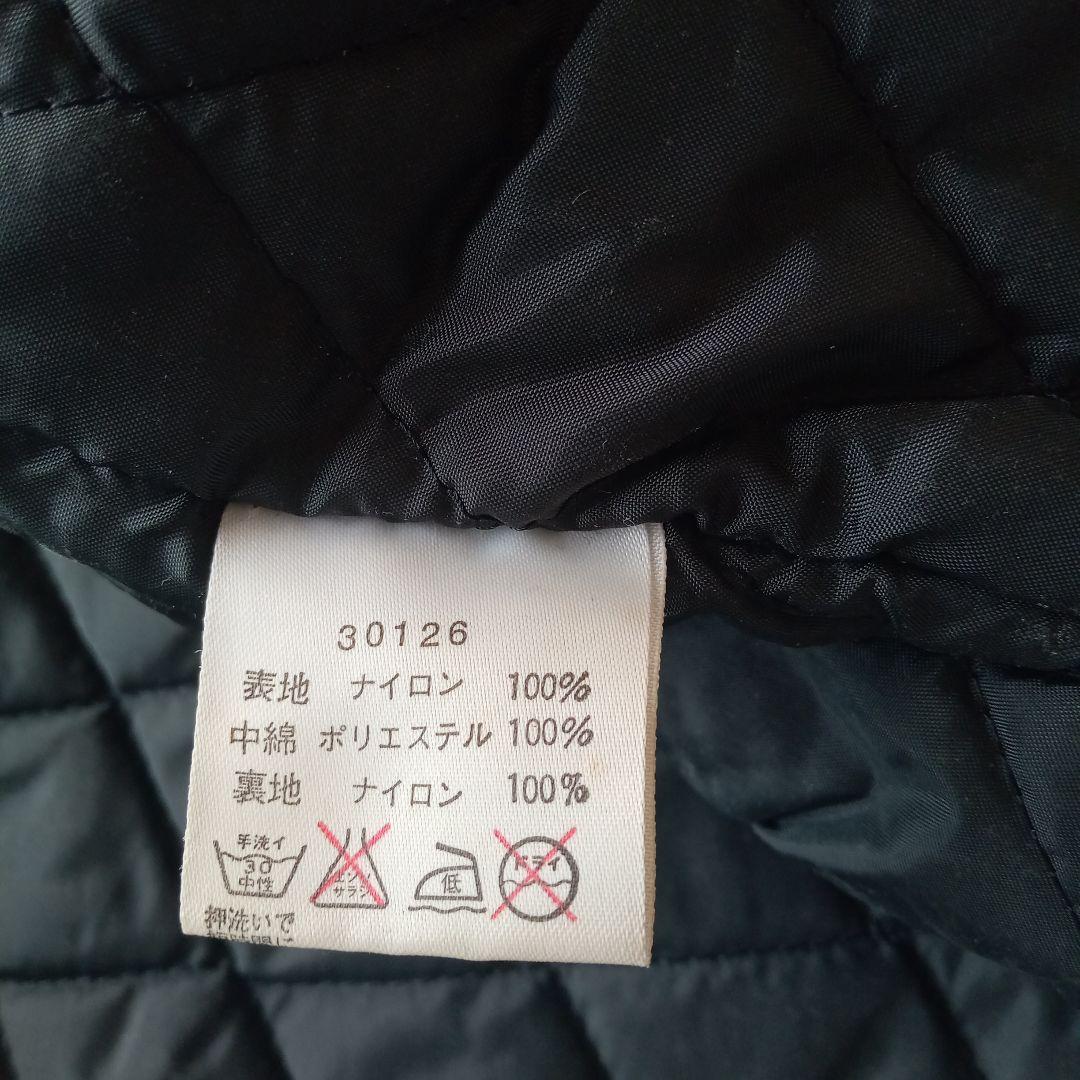 30126
表地 ナイロン 100%
中綿 ポリエステル 100%
裏地 ナイロン 100%
手洗イ 30 中性
エンソサラシ
低
ドライ
押洗いで